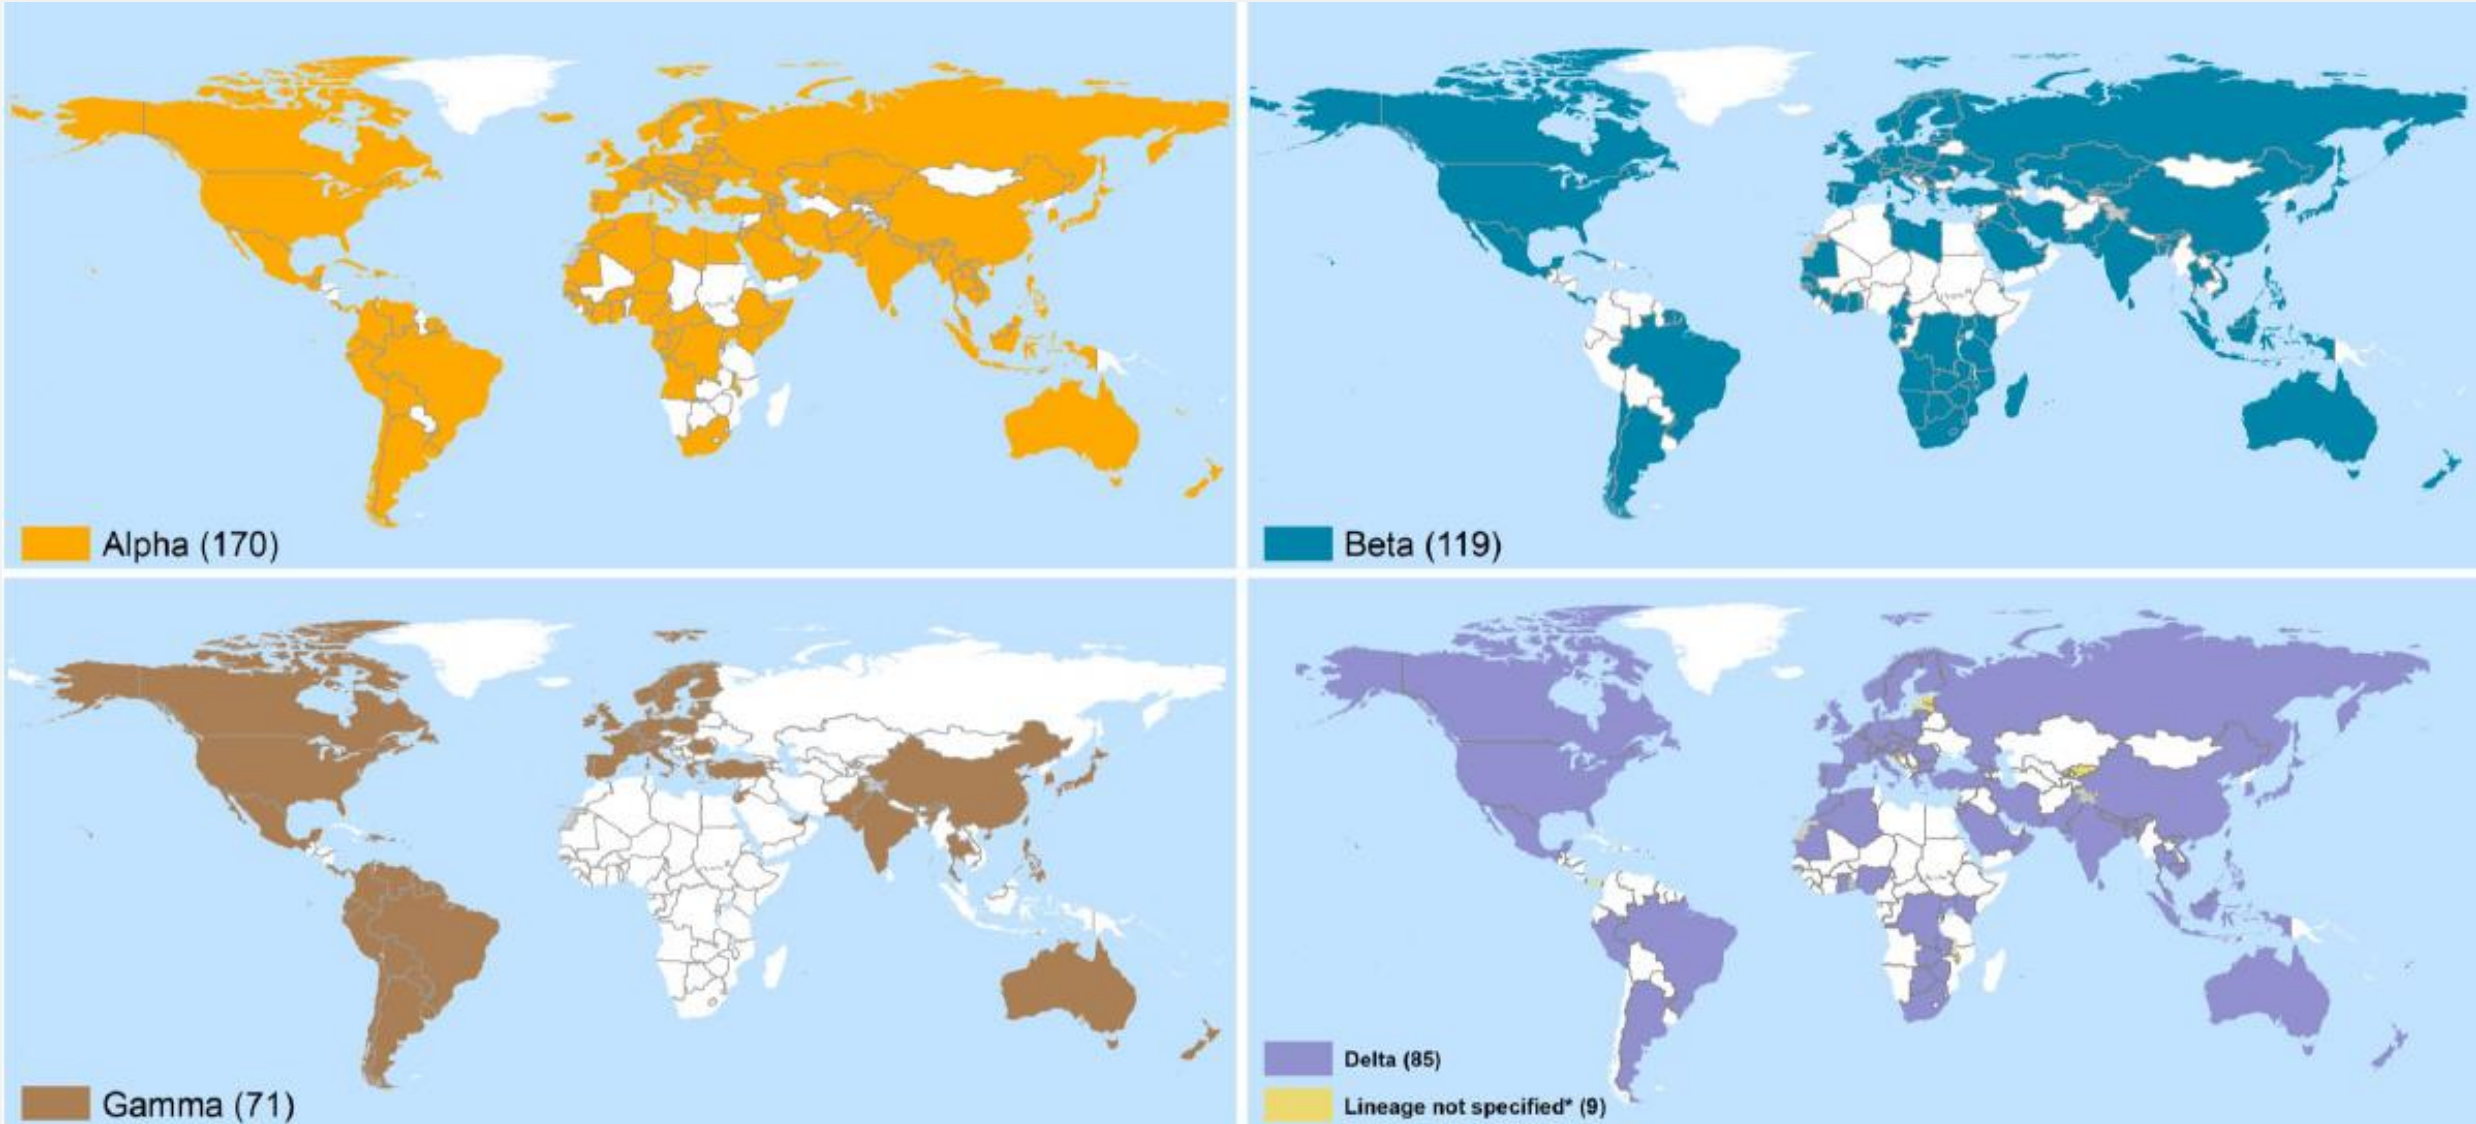 Alpha (170)
Beta (119)
Gamma (71)
Delta (85)
Lineage not specified* (9)